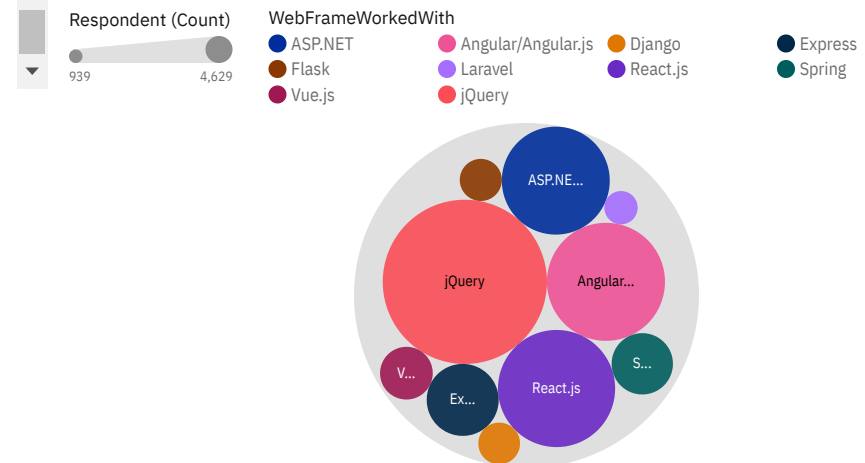 Respondent (Count)
939 4,629
WebFrameWorkedWith
ASP.NET Angular/Angular.js Django Express
Flask Laravel React.js Spring
Vue.js jQuery
ASP.NE...
jQuery Angular...
S...
V... React.js
Ex...